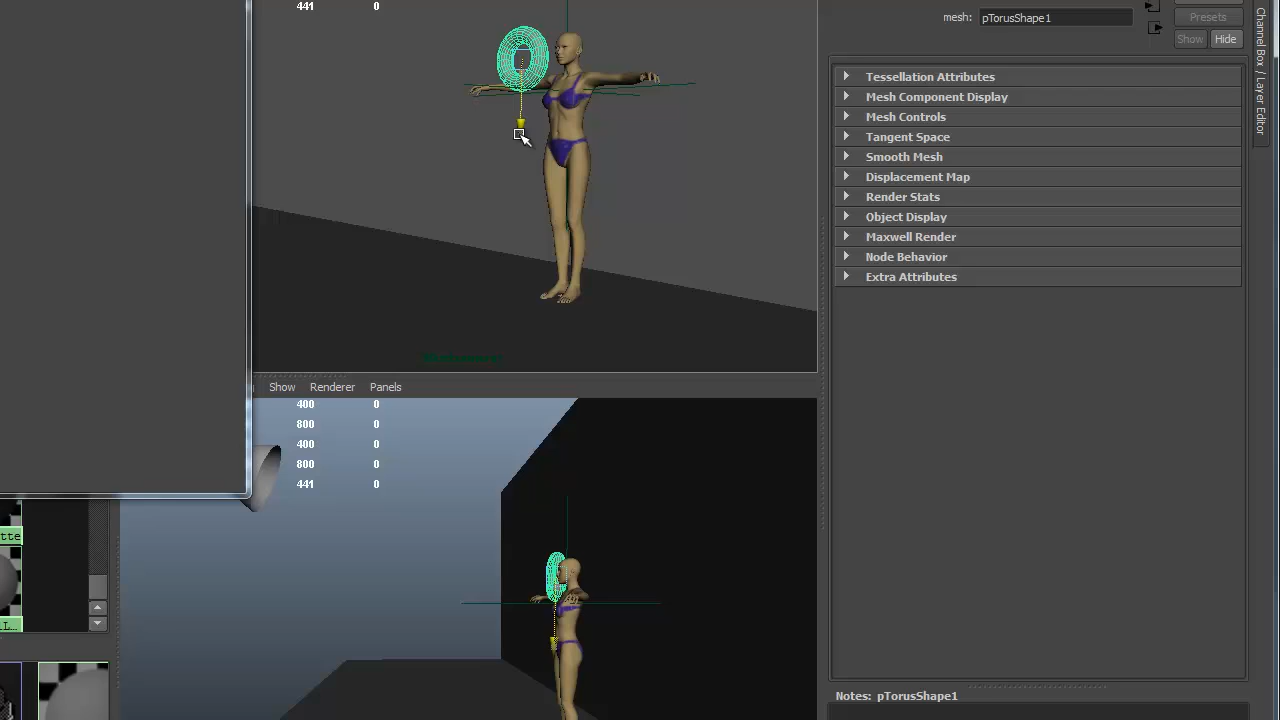 441 0
mesh: pTorusShape1
Presets
Show Hide
Channel Box / Layer Editor
Tessellation Attributes
Mesh Component Display
Mesh Controls
Tangent Space
Smooth Mesh
Displacement Map
Render Stats
Object Display
Maxwell Render
Node Behavior
Extra Attributes
Show Renderer Panels
400 0
800 0
400 0
800 0
441 0
tte
Notes: pTorusShape1